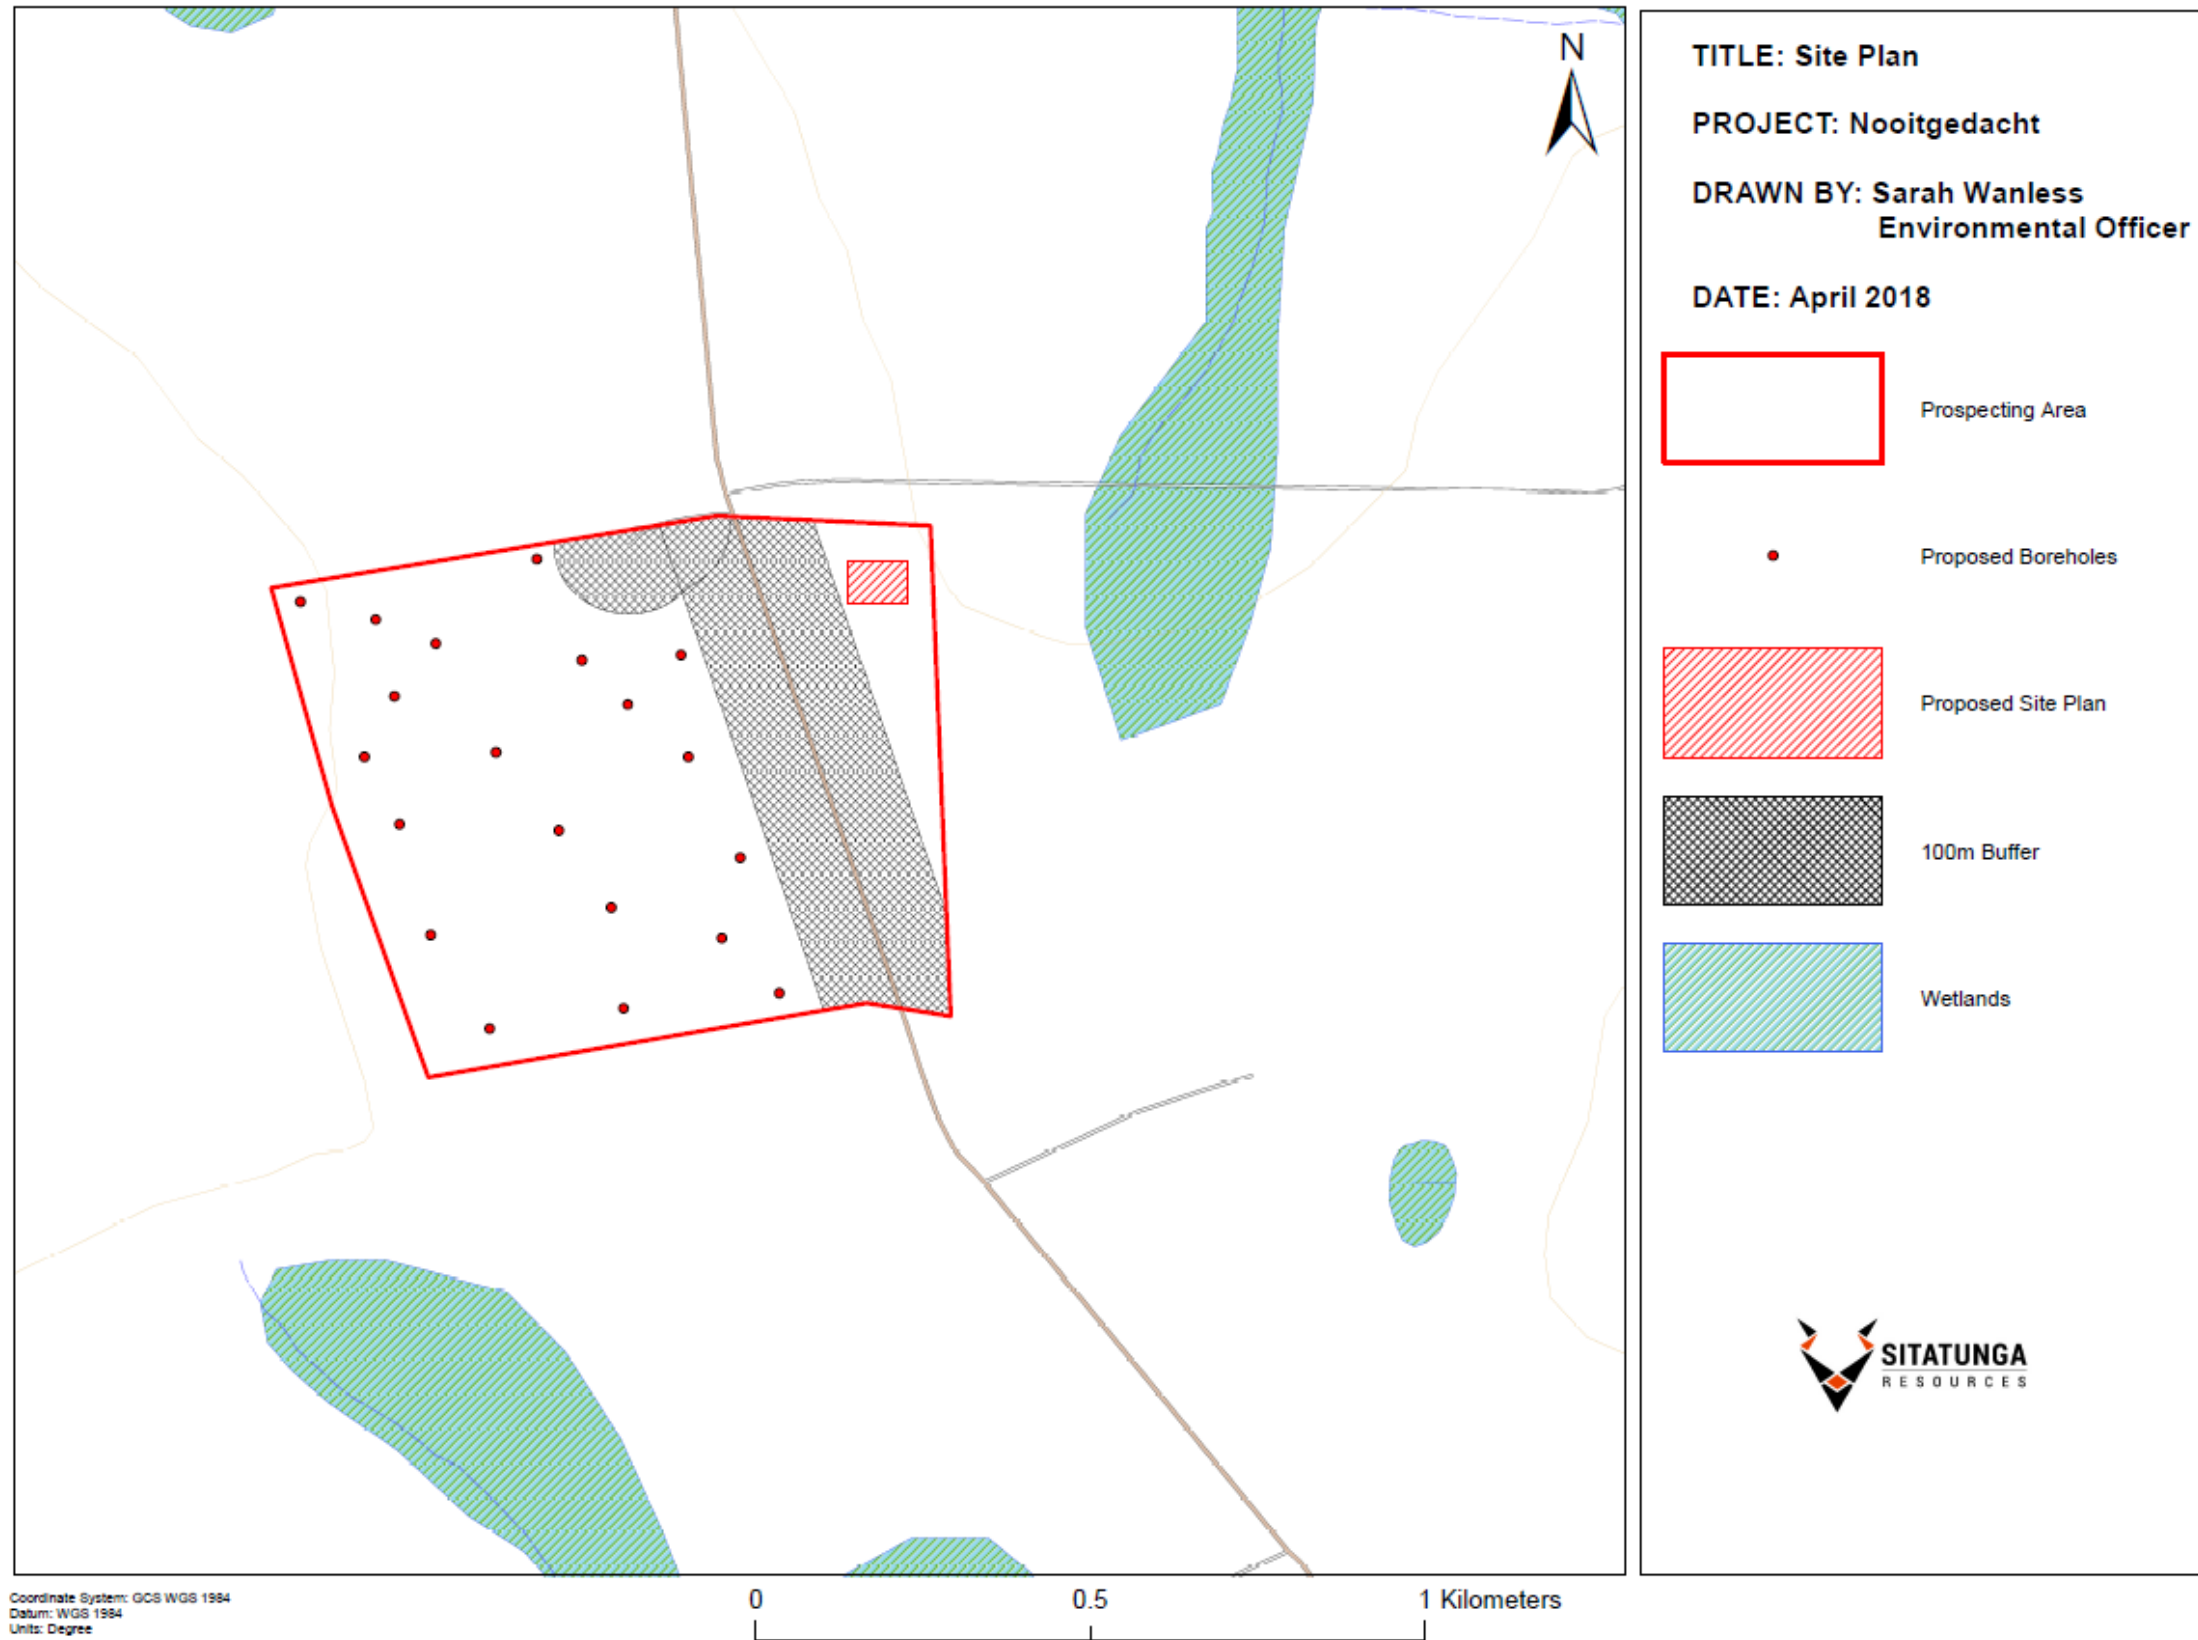 N
TITLE: Site Plan
PROJECT: Nooitgedacht
DRAWN BY: Sarah Wanless
Environmental Officer
DATE: April 2018
Prospecting Area
Proposed Boreholes
Proposed Site Plan
100m Buffer
Wetlands
SITATUNGA
RESOURCES
Coordinate System: GCS WGS 1984
Datum: WGS 1984
Units: Degree
0 0.5 1 Kilometers